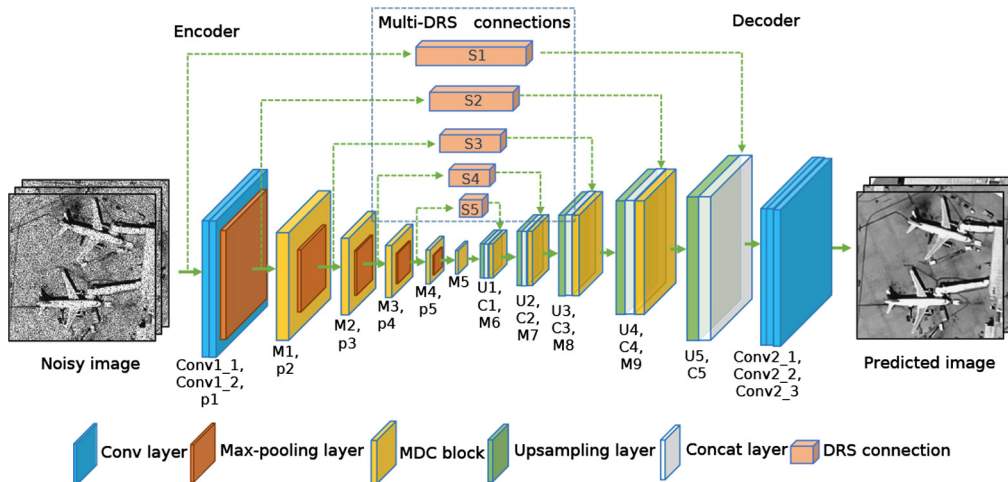 Encoder
Multi-DRS connections
Decoder
S1
S2
S3
S4
S5
Noisy image
Conv1_1,
Conv1_2,
p1
M1,
p2
M2,
p3
M3,
p4
M4,
p5
M5
U1,
C1,
M6
U2,
C2,
M7
U3,
C3,
M8
U4,
C4,
M9
U5,
C5
Conv2_1,
Conv2_2,
Conv2_3
Predicted image
Conv layer
Max-pooling layer
MDC block
Upsampling layer
Concat layer
DRS connection